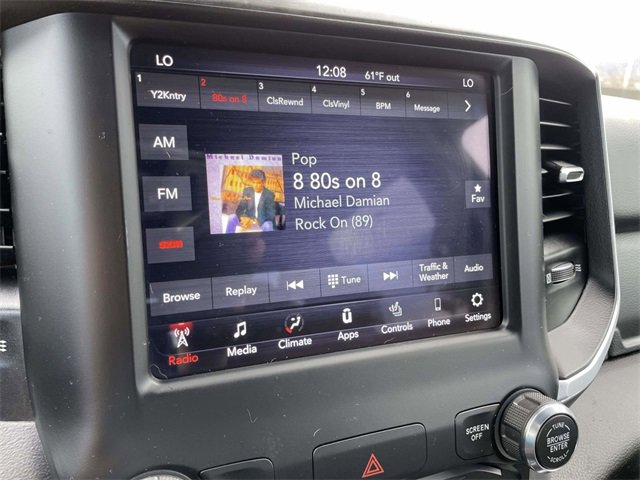 LO 12:08 61°F out LO
1 Y2Kntry 2 80s on 8 3 ClsRewnd 4 ClsVinyl 5 BPM 6 Message
AM
FM
SXM
Michael Damian
Pop
8 80s on 8
Michael Damian
Rock On (89)
Fav
Browse Replay Tune Traffic & Weather Audio
Radio Media Climate Apps Controls Phone Settings
SCREEN
OFF
TUNE
BROWSE
ENTER
SCROLL